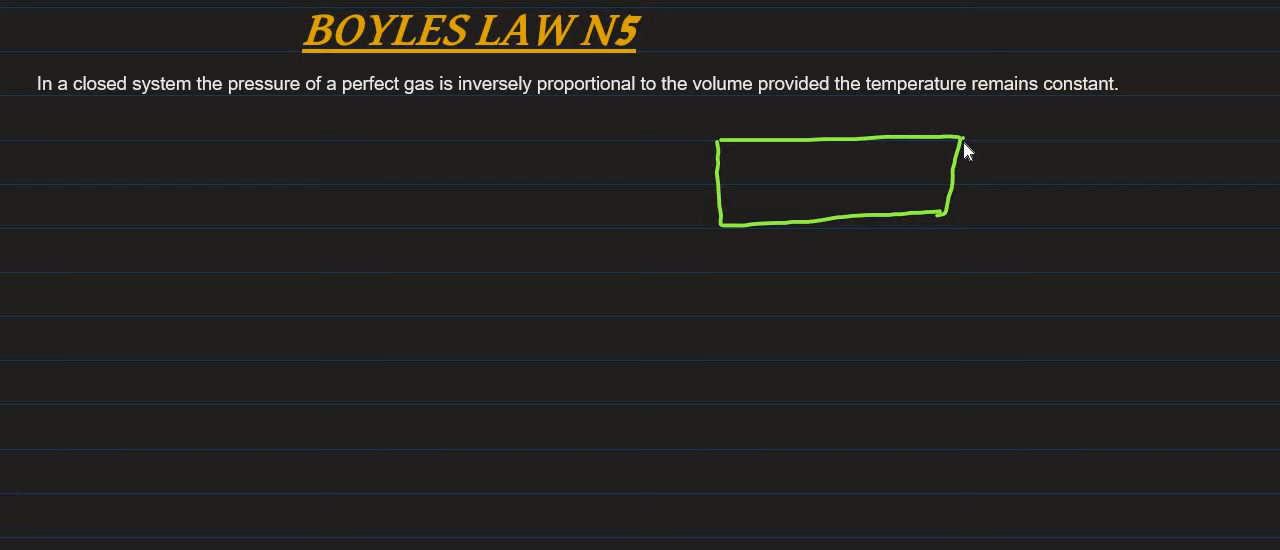 BOYLES LAW N5
In a closed system the pressure of a perfect gas is inversely proportional to the volume provided the temperature remains constant.